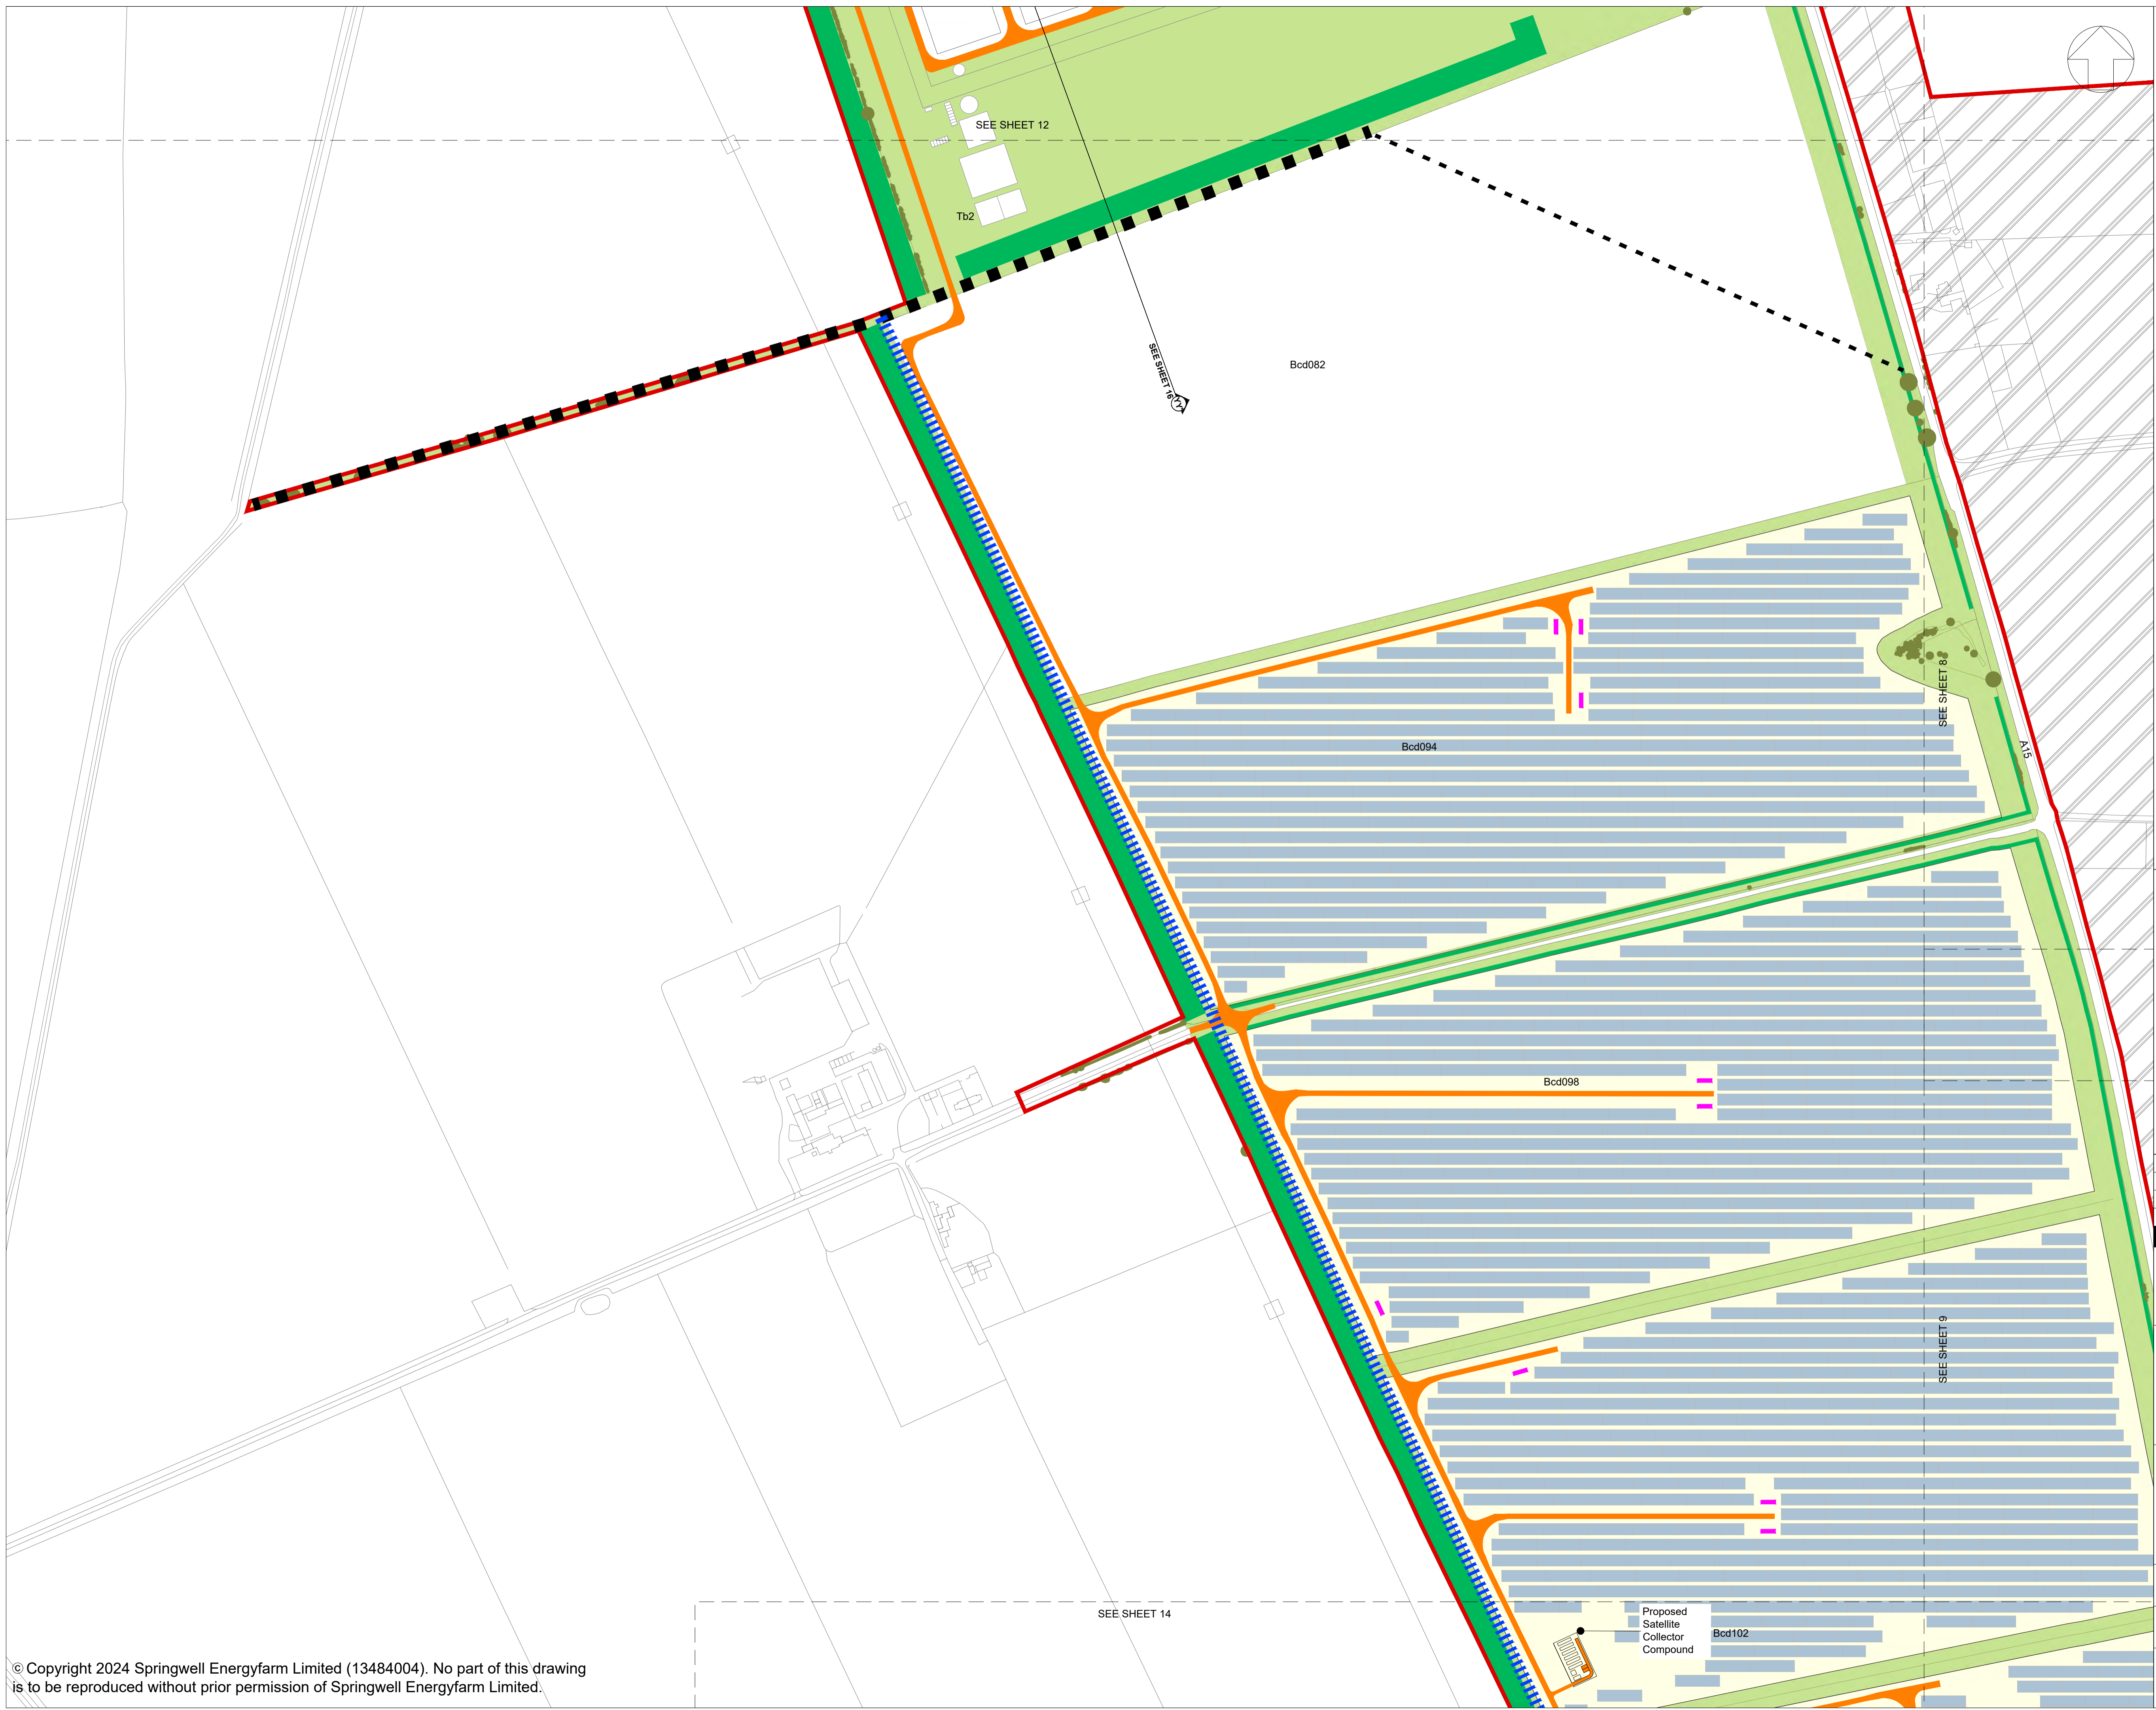 SEE SHEET 12
Tb2
SEE SHEET 16
YY
Bcd082
SEE SHEET 8
A15
Bcd094
Bcd098
SEE SHEET 9
SEE SHEET 14
Proposed
Satellite
Collector
Compound
Bcd102
© Copyright 2024 Springwell Energyfarm Limited (13484004). No part of this drawing
is to be reproduced without prior permission of Springwell Energyfarm Limited.